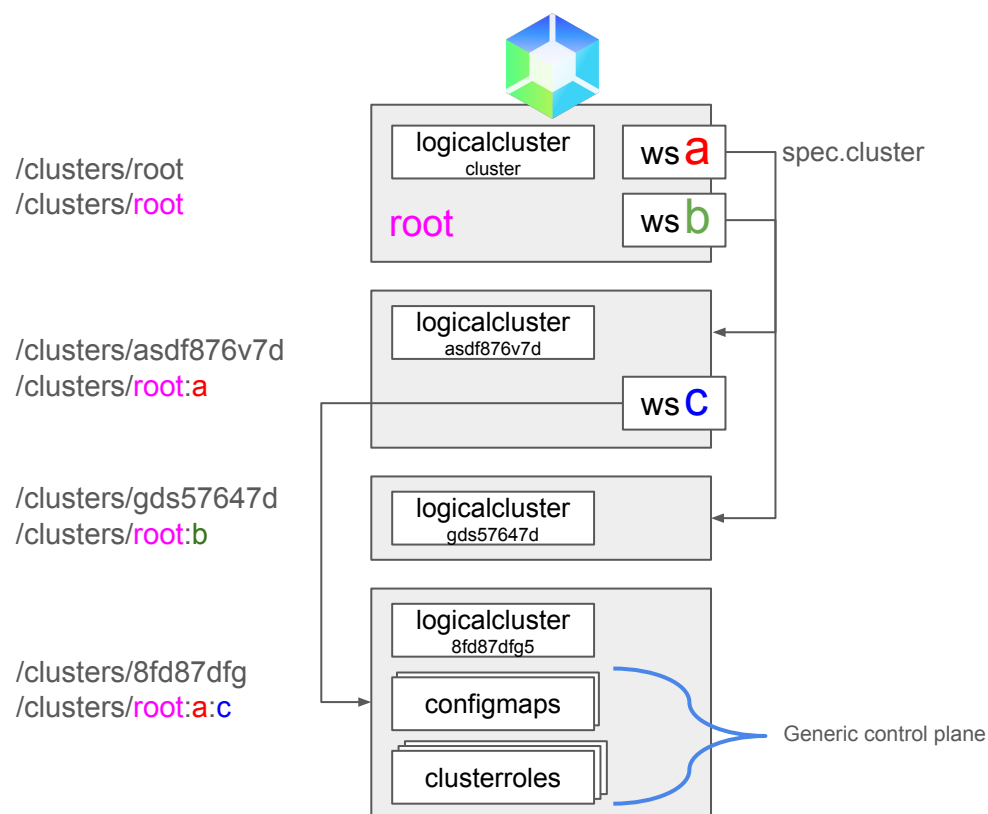 logicalcluster
cluster
ws a
spec.cluster
/clusters/root
/clusters/root
root
ws b
logicalcluster
asdf876v7d
/clusters/asdf876v7d
/clusters/root:a
ws c
/clusters/gds57647d
/clusters/root:b
logicalcluster
gds57647d
logicalcluster
8fd87dfg5
/clusters/8fd87dfg
/clusters/root:a:c
configmaps
Generic control plane
clusterroles